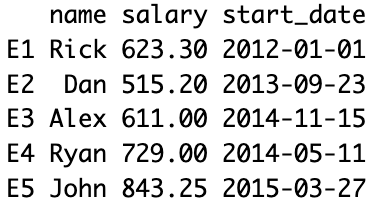 name salary start_date
E1 Rick 623.30 2012-01-01
E2 Dan 515.20 2013-09-23
E3 Alex 611.00 2014-11-15
E4 Ryan 729.00 2014-05-11
E5 John 843.25 2015-03-27